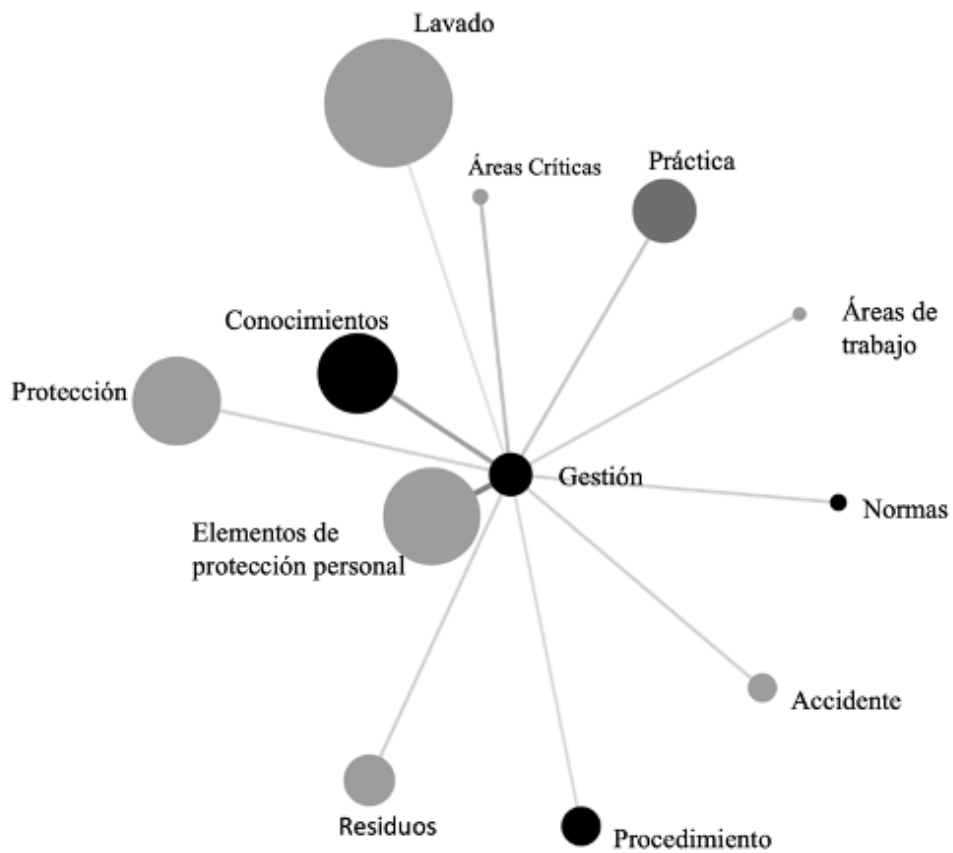 Lavado
Áreas Críticas
Práctica
Conocimientos
Áreas de
trabajo
Protección
Gestión
Normas
Elementos de
protección personal
Accidente
Residuos
Procedimiento